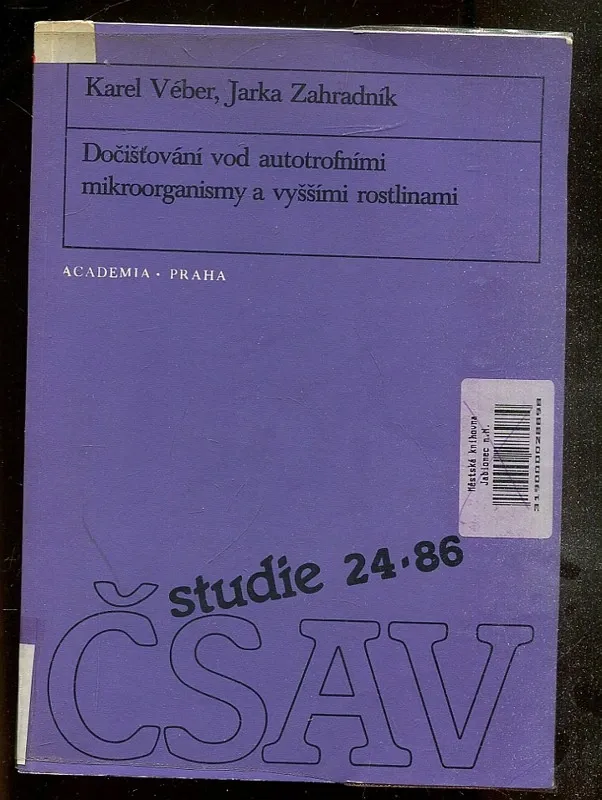 Karel Véber, Jarka Zahradník
Dočišťování vod autotrofními
mikroorganismy a vyššími rostlinami
ACADEMIA · PRAHA
Městská knihovna
Jablonec n.N.
319000028898
studie 24·86
ČSAV